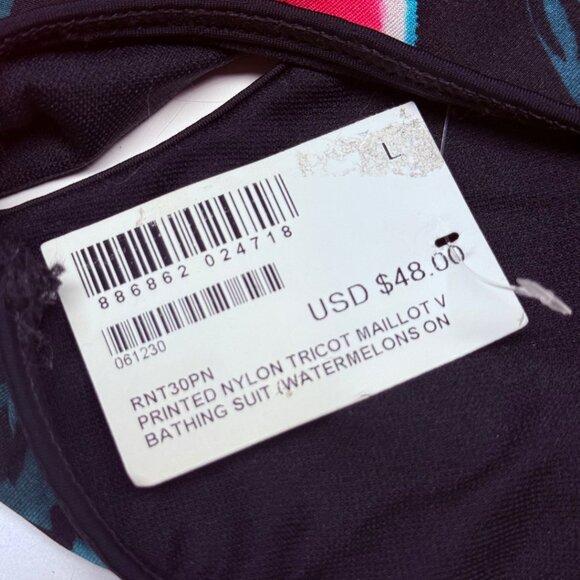 L
886862 024718
061230
USD $48.00
RNT30PN
PRINTED NYLON TRICOT MAILLOT V
BATHING SUIT (WATERMELONS ON